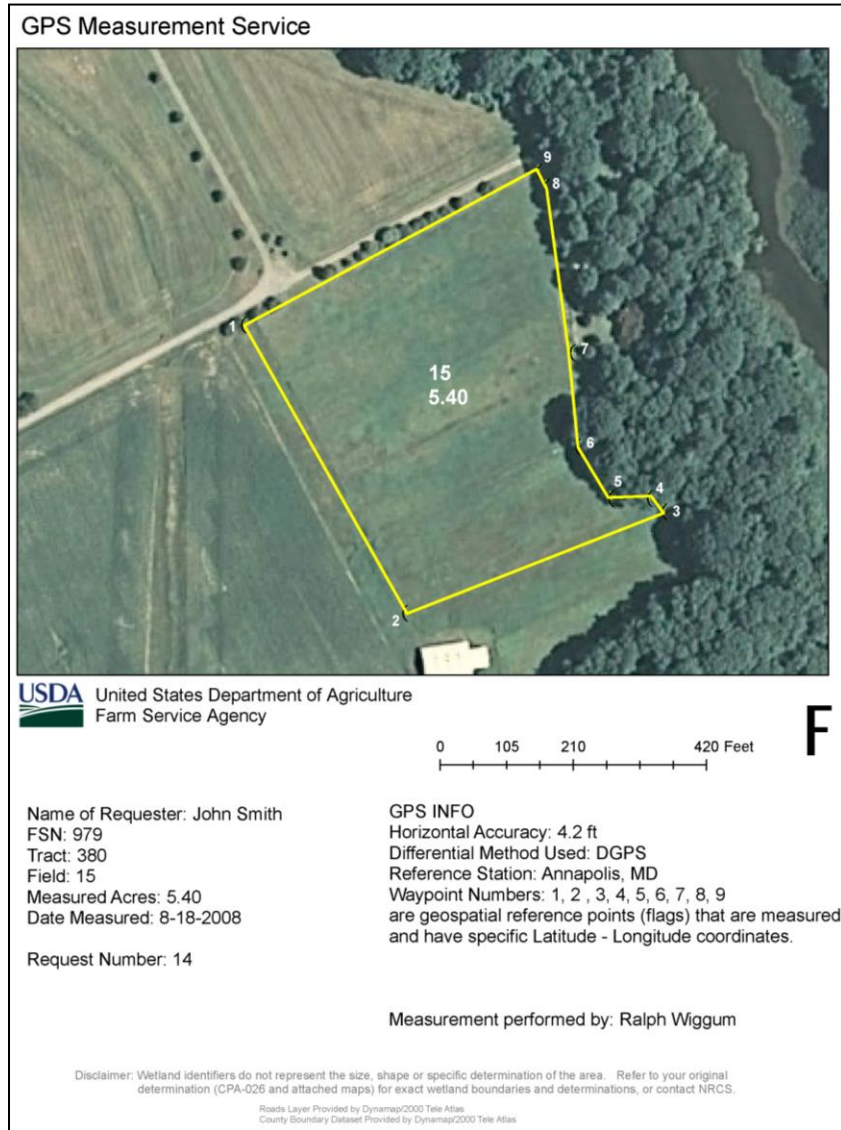 GPS Measurement Service
9
8
1
7
15
5.40
6
5
4
3
2
USDA
United States Department of Agriculture
Farm Service Agency
0 105 210 420 Feet
F
Name of Requester: John Smith
FSN: 979
Tract: 380
Field: 15
Measured Acres: 5.40
Date Measured: 8-18-2008
Request Number: 14
GPS INFO
Horizontal Accuracy: 4.2 ft
Differential Method Used: DGPS
Reference Station: Annapolis, MD
Waypoint Numbers: 1, 2 , 3, 4, 5, 6, 7, 8, 9
are geospatial reference points (flags) that are measured
and have specific Latitude - Longitude coordinates.
Measurement performed by: Ralph Wiggum
Disclaimer: Wetland identifiers do not represent the size, shape or specific determination of the area. Refer to your original
determination (CPA-026 and attached maps) for exact wetland boundaries and determinations, or contact NRCS.
Roads Layer Provided by Dynamap/2000 Tele Atlas
County Boundary Dataset Provided by Dynamap/2000 Tele Atlas